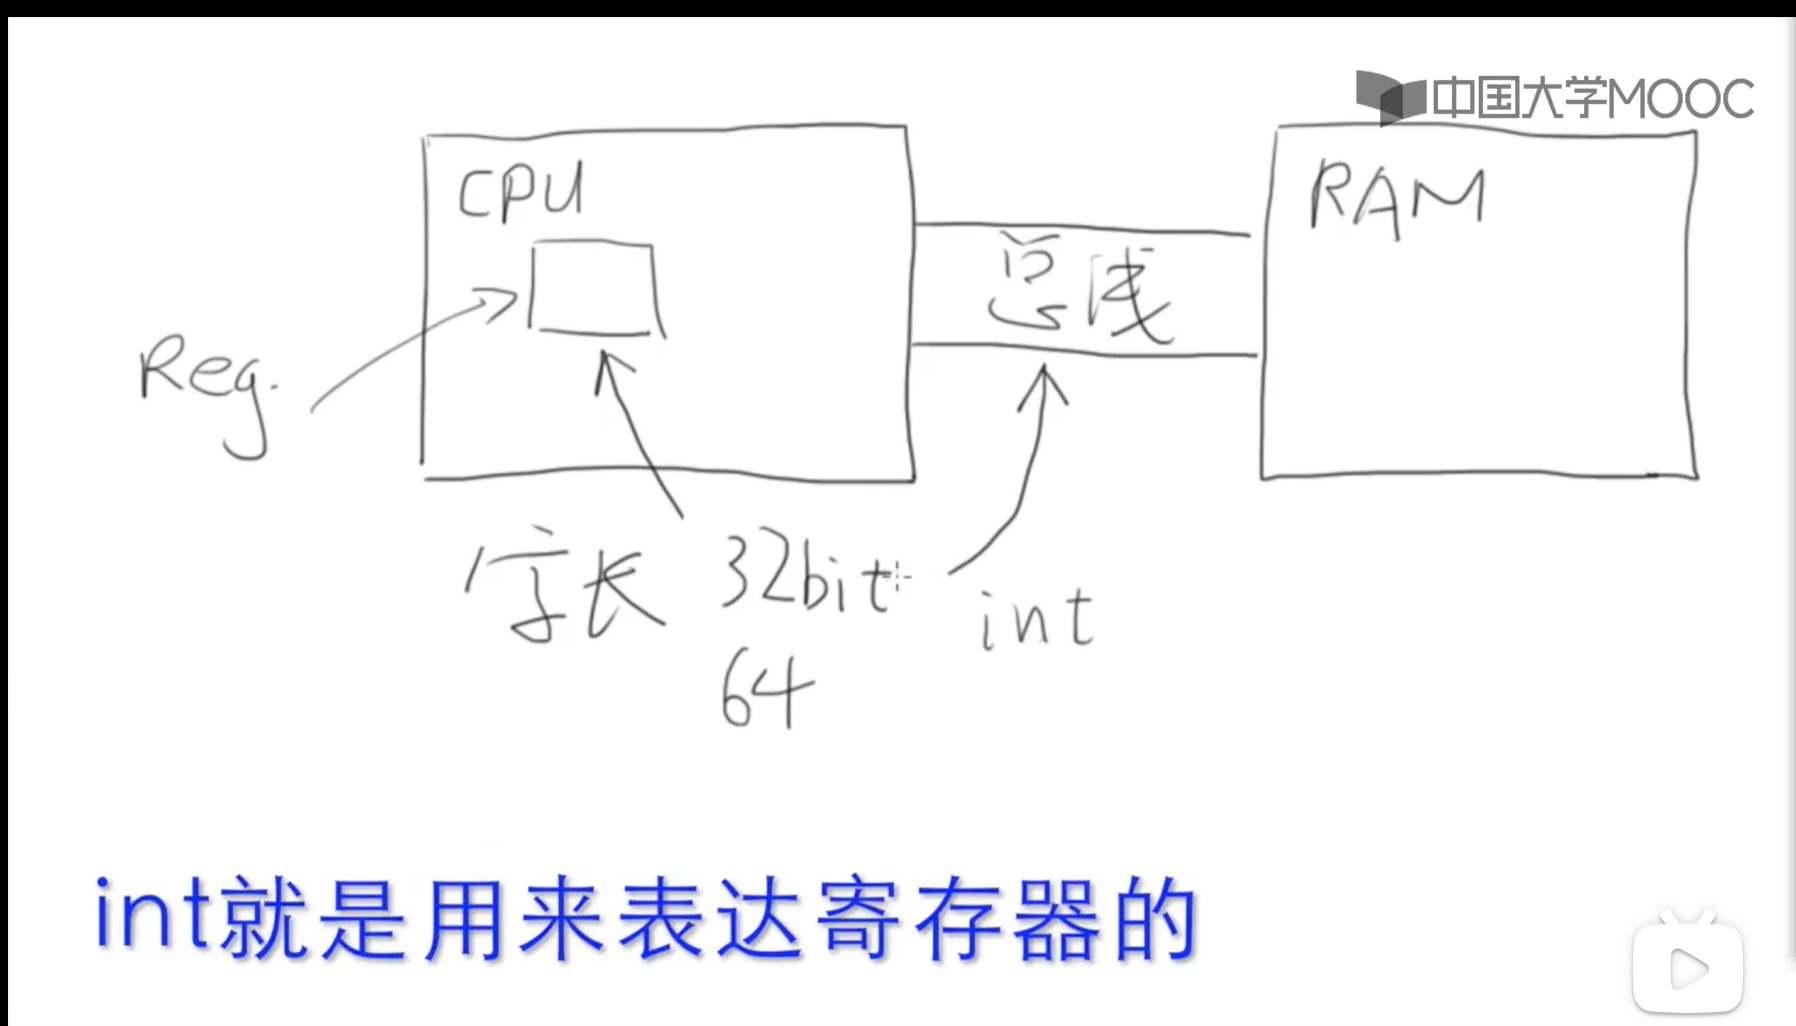 中国大学MOOC
CPU
RAM
总线
Reg.
字长 32bit int
64
int就是用来表达寄存器的